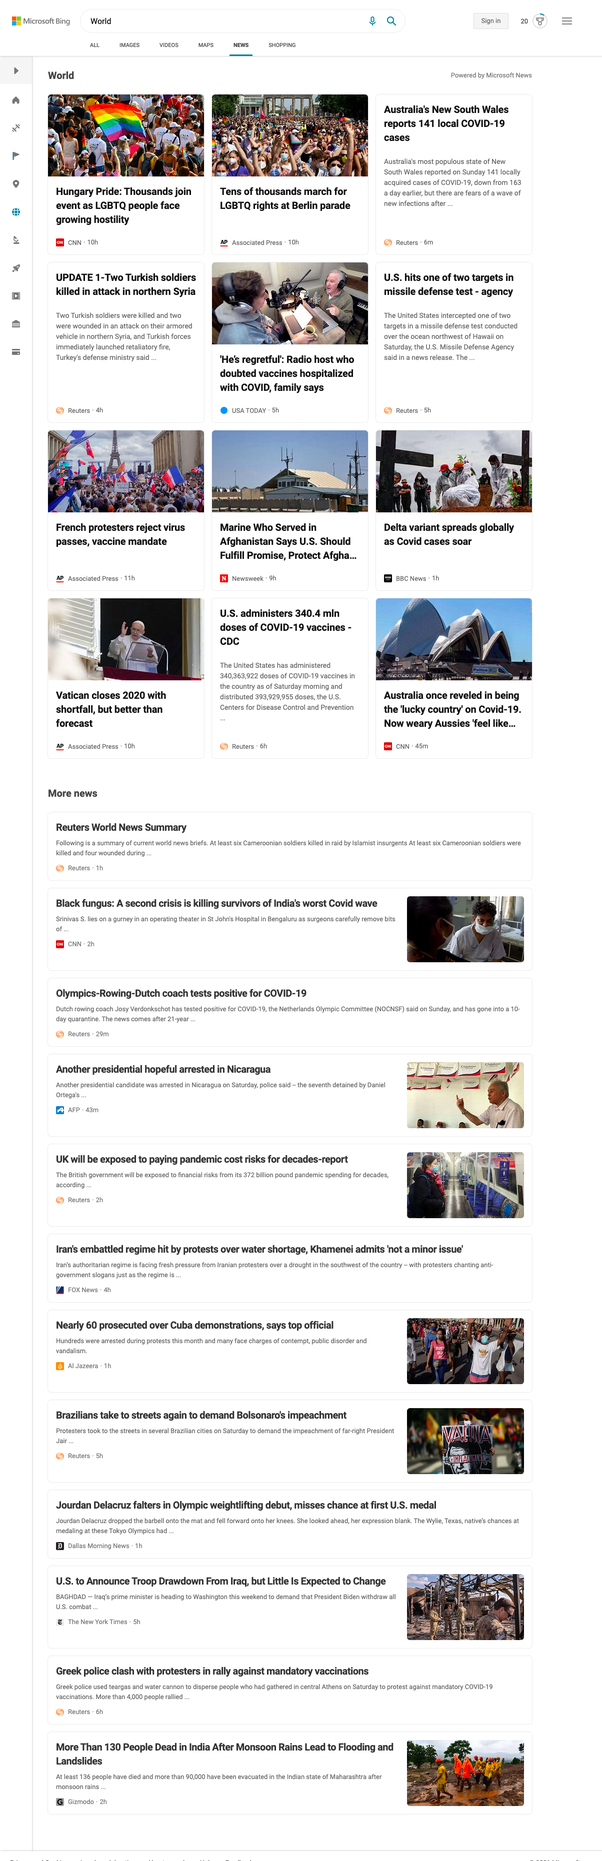 Microsoft Bing
World
Sign in
20
ALL
IMAGES
VIDEOS
MAPS
NEWS
SHOPPING
World
Powered by Microsoft News
Hungary Pride: Thousands join
event as LGBTQ people face
growing hostility
CNN · 10h
Tens of thousands march for
LGBTQ rights at Berlin parade
AP Associated Press · 10h
Australia's New South Wales
reports 141 local COVID-19
cases
Australia's most populous state of New
South Wales reported on Sunday 141 locally
acquired cases of COVID-19, down from 163
a day earlier, but there are fears of a wave of
new infections after ...
Reuters · 6m
UPDATE 1-Two Turkish soldiers
killed in attack in northern Syria
Two Turkish soldiers were killed and two
were wounded in an attack on their armored
vehicle in northern Syria, and Turkish forces
immediately launched retaliatory fire,
Turkey's defense ministry said ...
Reuters · 4h
'He's regretful': Radio host who
doubted vaccines hospitalized
with COVID, family says
USA TODAY · 5h
U.S. hits one of two targets in
missile defense test - agency
The United States intercepted one of two
targets in a missile defense test conducted
over the ocean northwest of Hawaii on
Saturday, the U.S. Missile Defense Agency
said in a news release. The ...
Reuters · 5h
French protesters reject virus
passes, vaccine mandate
AP Associated Press · 11h
Marine Who Served in
Afghanistan Says U.S. Should
Fulfill Promise, Protect Afgha...
N Newsweek · 9h
Delta variant spreads globally
as Covid cases soar
BBC News · 1h
Vatican closes 2020 with
shortfall, but better than
forecast
AP Associated Press · 10h
U.S. administers 340.4 mln
doses of COVID-19 vaccines -
CDC
The United States has administered
340,363,922 doses of COVID-19 vaccines in
the country as of Saturday morning and
distributed 393,929,955 doses, the U.S.
Centers for Disease Control and Prevention
...
Reuters · 6h
Australia once reveled in being
the 'lucky country' on Covid-19.
Now weary Aussies 'feel like...
CNN · 45m
More news
Reuters World News Summary
Following is a summary of current world news briefs. At least six Cameroonian soldiers killed in raid by Islamist insurgents At least six Cameroonian soldiers were
killed and four wounded during ...
Reuters · 1h
Black fungus: A second crisis is killing survivors of India's worst Covid wave
Srinivas S. lies on a gurney in an operating theater in St John's Hospital in Bengaluru as surgeons carefully remove bits
of ...
CNN · 2h
Olympics-Rowing-Dutch coach tests positive for COVID-19
Dutch rowing coach Josy Verdonkschot has tested positive for COVID-19, the Netherlands Olympic Committee (NOCNSF) said on Sunday, and has gone into a 10-
day quarantine. The news comes after 21-year ...
Reuters · 29m
Another presidential hopeful arrested in Nicaragua
Another presidential candidate was arrested in Nicaragua on Saturday, police said -- the seventh detained by Daniel
Ortega's ...
AFP · 43m
UK will be exposed to paying pandemic cost risks for decades-report
The British government will be exposed to financial risks from its 372 billion pound pandemic spending for decades,
according ...
Reuters · 2h
Iran's embattled regime hit by protests over water shortage, Khamenei admits 'not a minor issue'
Iran's authoritarian regime is facing fresh pressure from Iranian protesters over a drought in the southwest of the country – with protesters chanting anti-
government slogans just as the regime is ...
FOX News · 4h
Nearly 60 prosecuted over Cuba demonstrations, says top official
Hundreds were arrested during protests this month and many face charges of contempt, public disorder and
vandalism.
Al Jazeera · 1h
Brazilians take to streets again to demand Bolsonaro's impeachment
Protesters took to the streets in several Brazilian cities on Saturday to demand the impeachment of far-right President
Jair ...
Reuters · 5h
Jourdan Delacruz falters in Olympic weightlifting debut, misses chance at first U.S. medal
Jourdan Delacruz dropped the barbell onto the mat and fell forward onto her knees. She looked ahead, her expression blank. The Wylie, Texas, native's chances at
medaling at these Tokyo Olympics had ...
D Dallas Morning News · 1h
U.S. to Announce Troop Drawdown From Iraq, but Little Is Expected to Change
BAGHDAD — Iraq's prime minister is heading to Washington this weekend to demand that President Biden withdraw all
U.S. combat ...
The New York Times · 5h
Greek police clash with protesters in rally against mandatory vaccinations
Greek police used teargas and water cannon to disperse people who had gathered in central Athens on Saturday to protest against mandatory COVID-19
vaccinations. More than 4,000 people rallied ...
Reuters · 6h
More Than 130 People Dead in India After Monsoon Rains Lead to Flooding and
Landslides
At least 136 people have died and more than 90,000 have been evacuated in the Indian state of Maharashtra after
monsoon rains ...
G Gizmodo · 2h